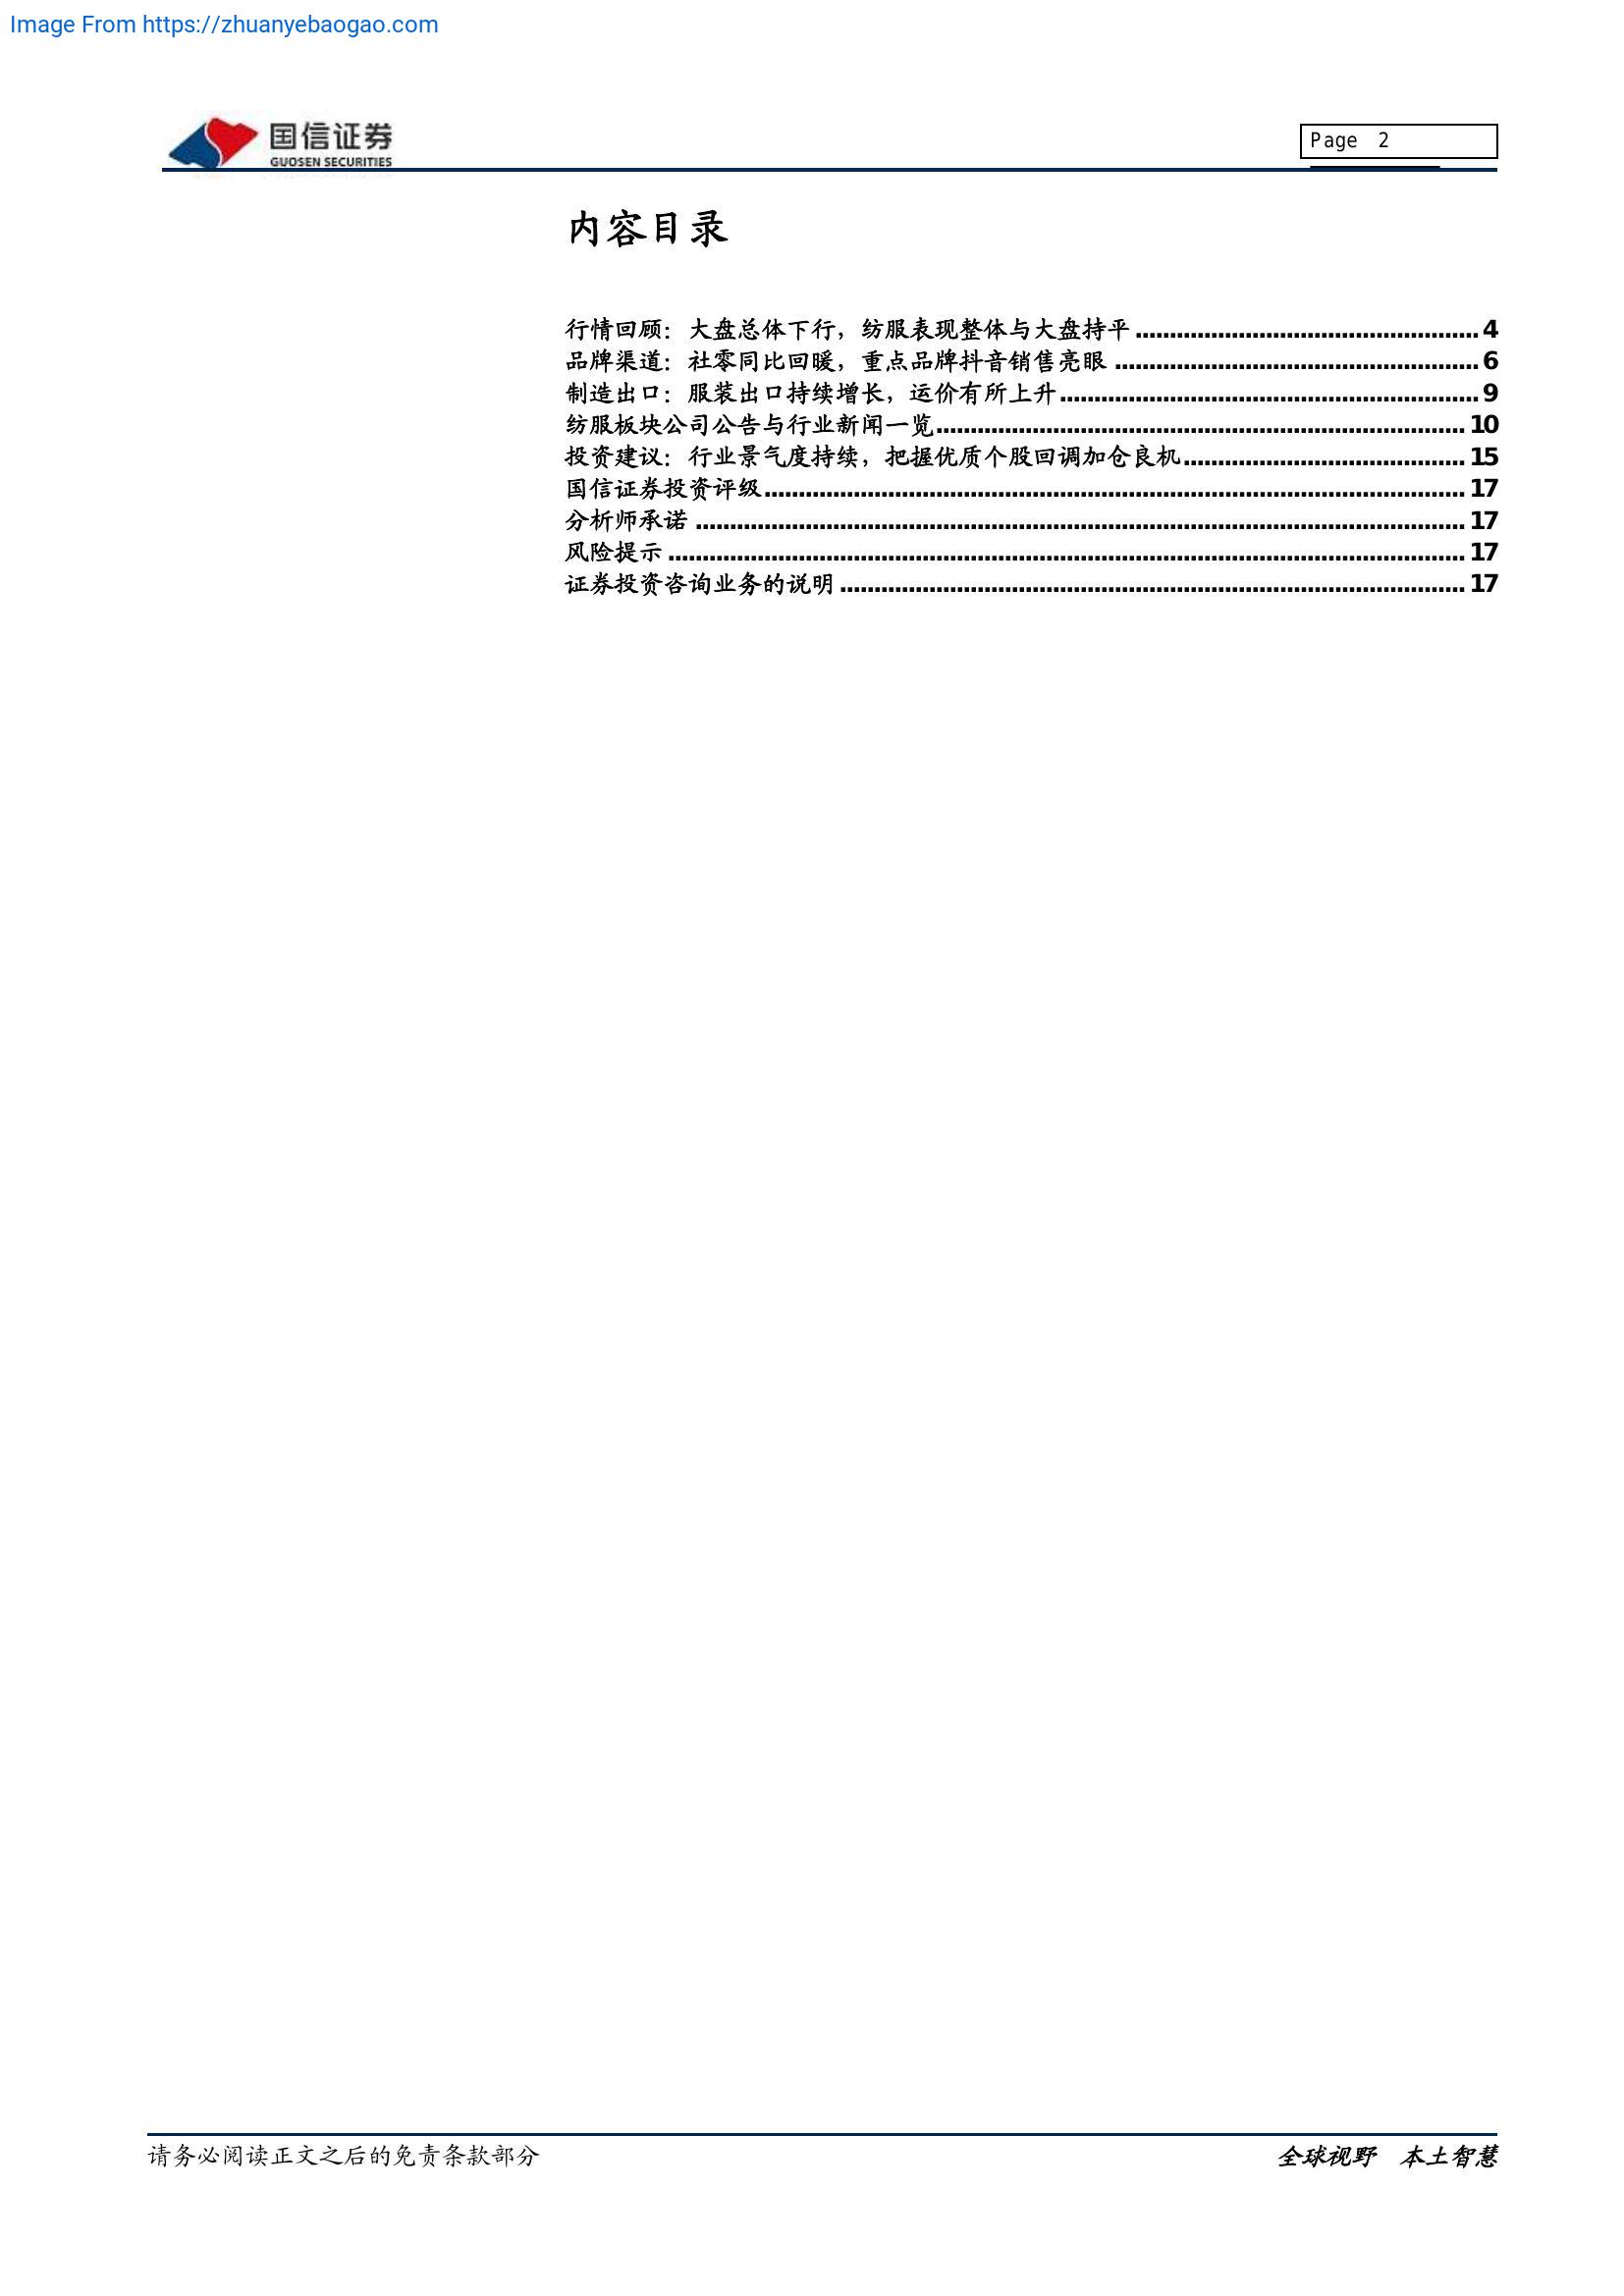 Image From https://zhuanyebaogao.com
国信证券
GUOSEN SECURITIES
Page 2
内容目录
行情回顾：大盘总体下行，纺服表现整体与大盘持平 4
品牌渠道：社零同比回暖，重点品牌抖音销售亮眼 6
制造出口：服装出口持续增长，运价有所上升 9
纺服板块公司公告与行业新闻一览 10
投资建议：行业景气度持续，把握优质个股回调加仓良机 15
国信证券投资评级 17
分析师承诺 17
风险提示 17
证券投资咨询业务的说明 17
请务必阅读正文之后的免责条款部分
全球视野 本土智慧